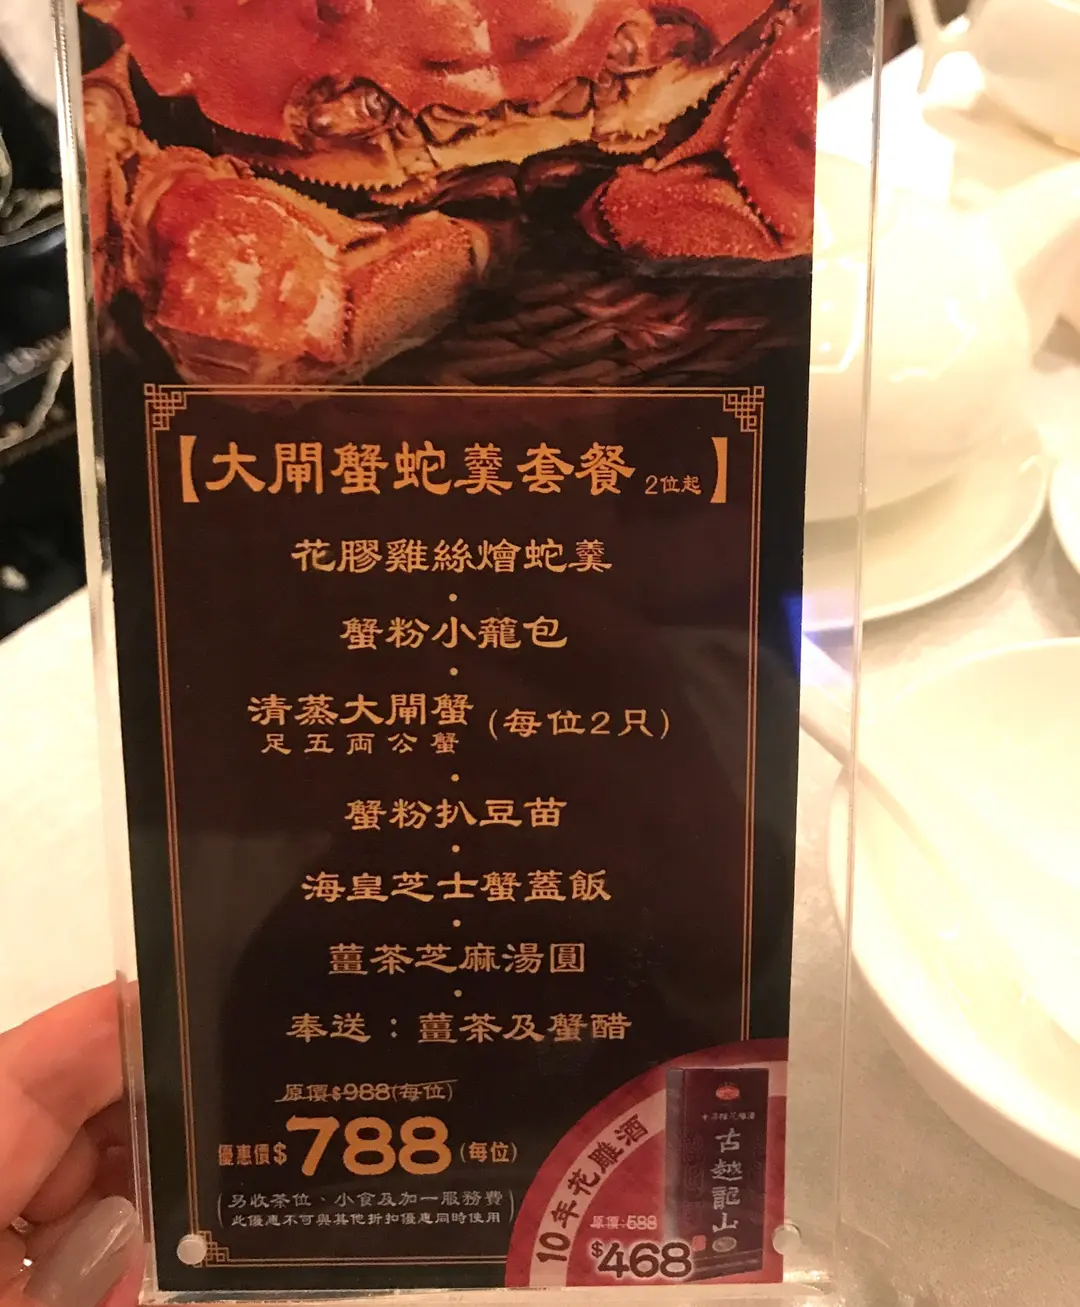 【大閘蟹蛇羹套餐 2位起】
花膠雞絲燴蛇羹
蟹粉小籠包
清蒸大閘蟹 (每位2只)
足五両公蟹
蟹粉扒豆苗
海皇芝士蟹蓋飯
薑茶芝麻湯圓
奉送：薑茶及蟹醋
原價$988(每位)
優惠價$788(每位)
(另收茶位、小食及加一服務費
此優惠不可與其他折扣優惠同時使用)
10年花雕酒
古越龍山
原價:588
$468